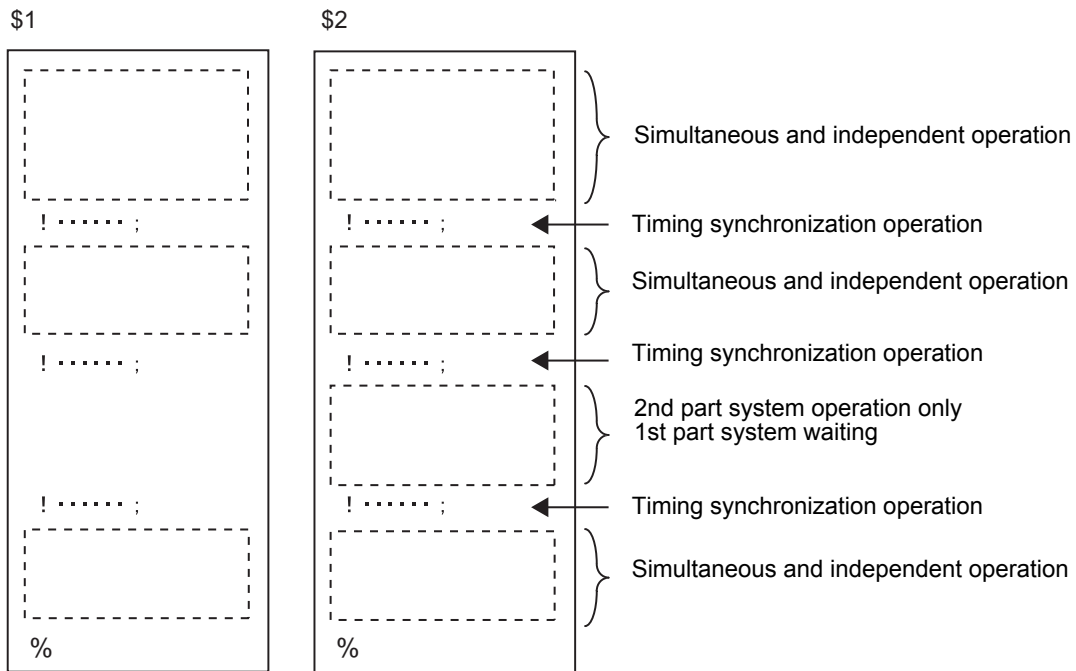 $1 $2
Simultaneous and independent operation
! ······ ; ! ······ ; Timing synchronization operation
Simultaneous and independent operation
! ······ ; ! ······ ; Timing synchronization operation
2nd part system operation only
1st part system waiting
! ······ ; ! ······ ; Timing synchronization operation
Simultaneous and independent operation
% %